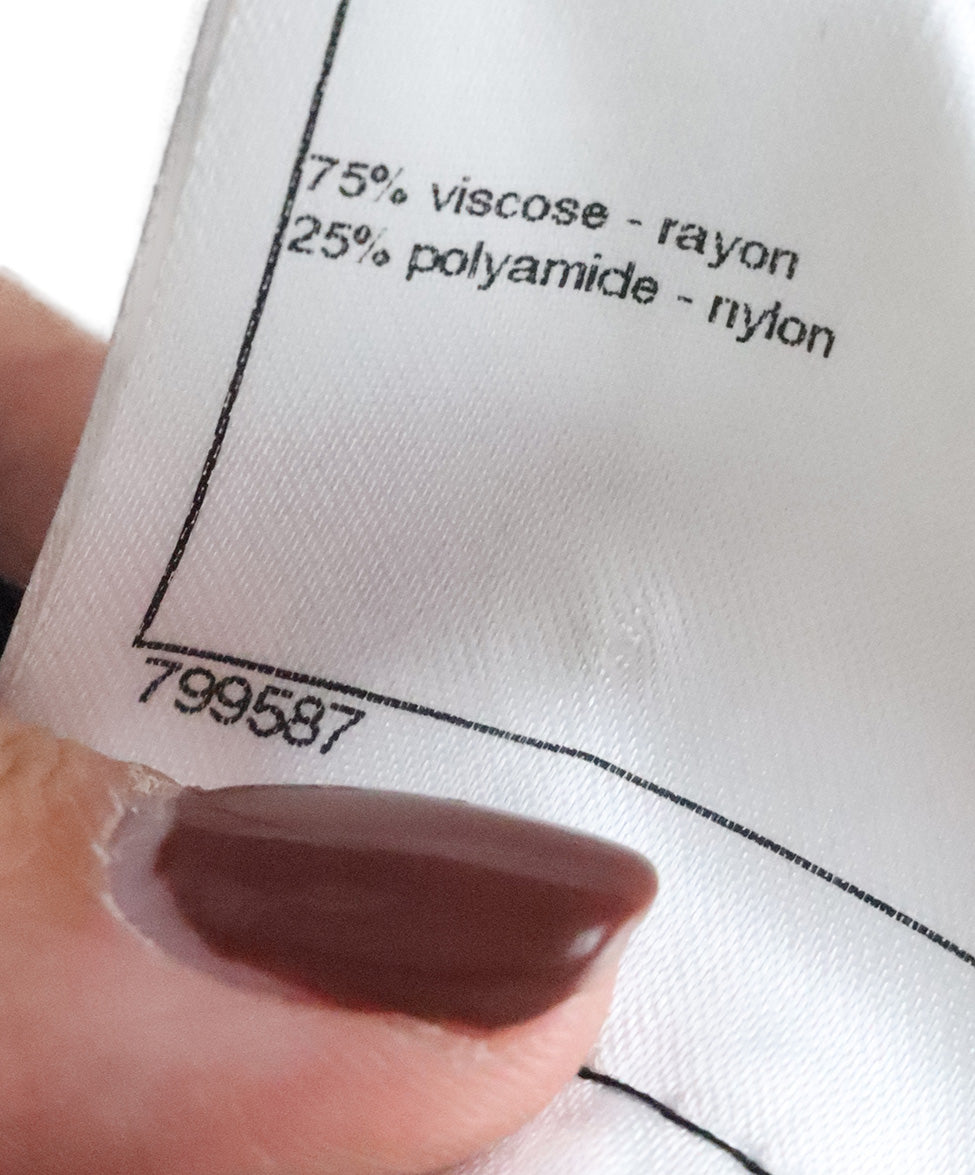 75% viscose - rayon
25% polyamide - nylon
799587